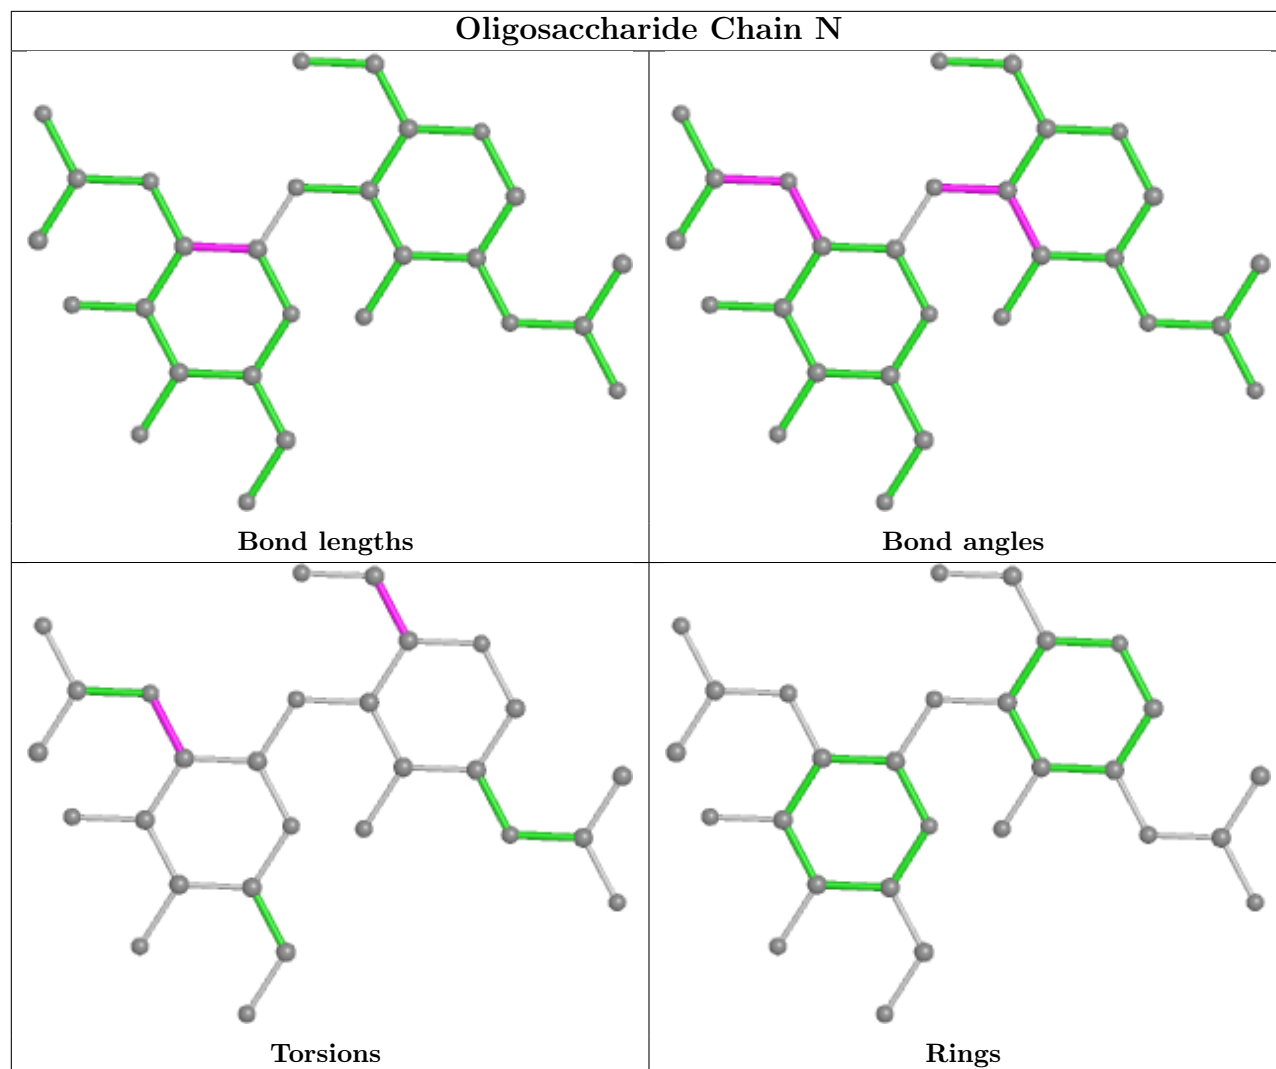 Oligosaccharide Chain N
Bond lengths
Bond angles
Torsions
Rings